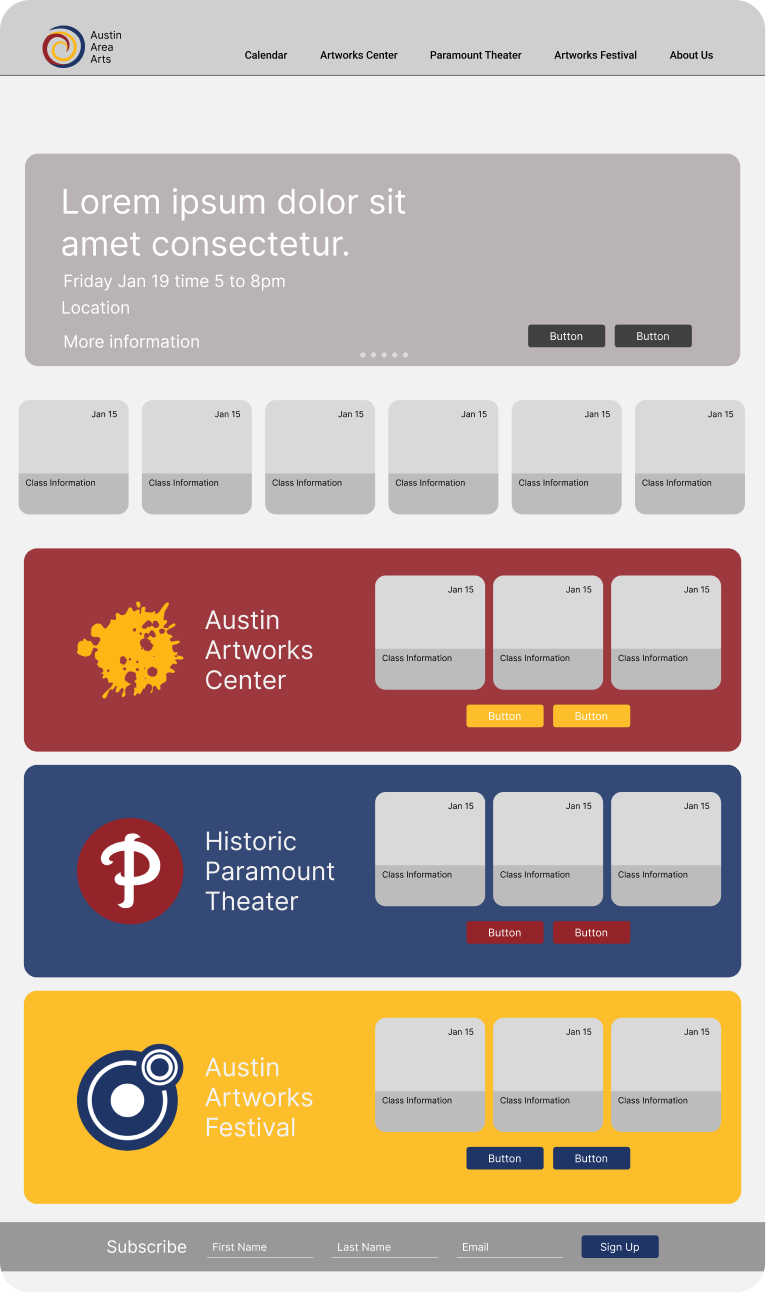 Austin
Area
Arts
Calendar Artworks Center Paramount Theater Artworks Festival About Us
Lorem ipsum dolor sit
amet consectetur.
Friday Jan 19 time 5 to 8pm
Location
More information
Button Button
Jan 15 Jan 15 Jan 15 Jan 15 Jan 15 Jan 15
Class Information Class Information Class Information Class Information Class Information Class Information
Austin
Artworks
Center
Jan 15 Jan 15 Jan 15
Class Information Class Information Class Information
Button Button
P
Historic
Paramount
Theater
Jan 15 Jan 15 Jan 15
Class Information Class Information Class Information
Button Button
Austin
Artworks
Festival
Jan 15 Jan 15 Jan 15
Class Information Class Information Class Information
Button Button
Subscribe First Name Last Name Email Sign Up